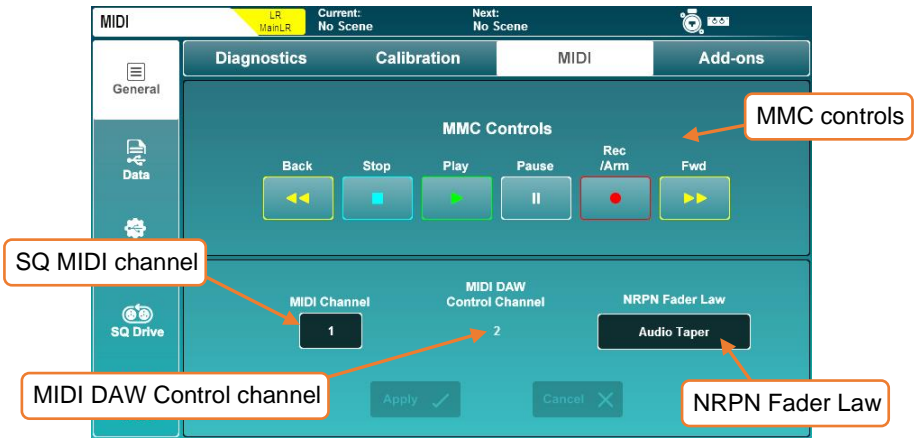 MIDI
LR
MainLR
Current:
No Scene
Next:
No Scene
General
Data
SQ Drive
Diagnostics
Calibration
MIDI
Add-ons
MMC Controls
Back
Stop
Play
Pause
Rec
/Arm
Fwd
MMC controls
SQ MIDI channel
MIDI Channel
1
MIDI DAW
Control Channel
2
NRPN Fader Law
Audio Taper
MIDI DAW Control channel
NRPN Fader Law
Apply
Cancel